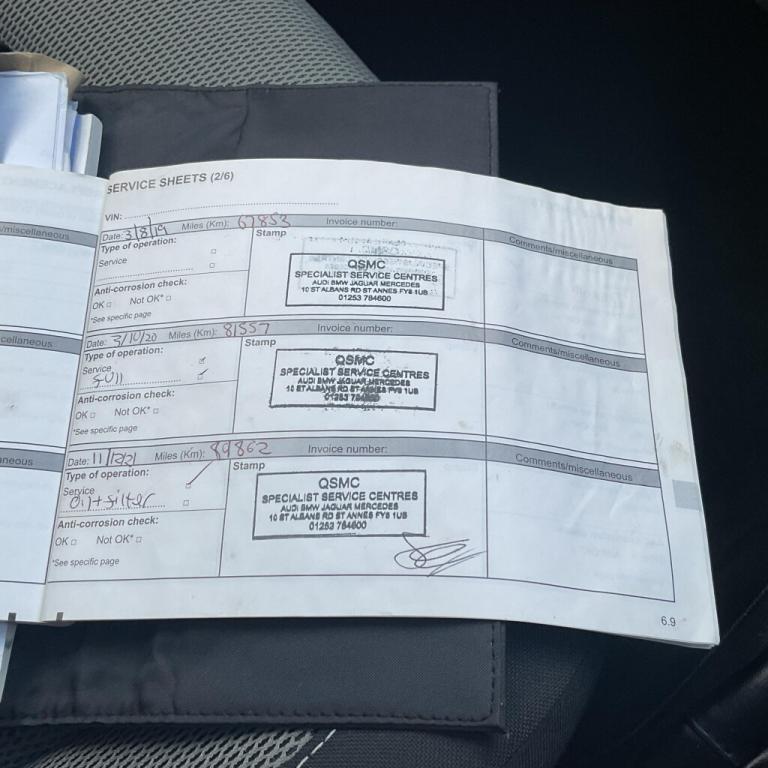 SERVICE SHEETS (2/6)
VIN:
s/miscellaneous
Date: 3/8/19 Miles (Km): 67853 Invoice number:
Type of operation:
Service
Stamp
Comments/miscellaneous
QSMC
SPECIALIST SERVICE CENTRES
AUDI BMW JAGUAR MERCEDES
10 ST ALBANS RD ST ANNES FY8 1UB
01253 784600
Anti-corrosion check:
OK Not OK*
*See specific page
cellaneous
Date: 3/10/20 Miles (Km): 81557 Invoice number:
Type of operation:
Service
full
Stamp
Comments/miscellaneous
QSMC
SPECIALIST SERVICE CENTRES
AUDI BMW JAGUAR MERCEDES
10 ST ALBANS RD ST ANNES FY8 1UB
01253 784600
Anti-corrosion check:
OK Not OK*
*See specific page
aneous
Date: Miles (Km): 89862 Invoice number:
Type of operation:
Service
Oil + filter
Stamp
Comments/miscellaneous
QSMC
SPECIALIST SERVICE CENTRES
AUDI BMW JAGUAR MERCEDES
10 ST ALBANS RD ST ANNES FY8 1UB
01253 784600
Anti-corrosion check:
OK Not OK*
*See specific page
6.9